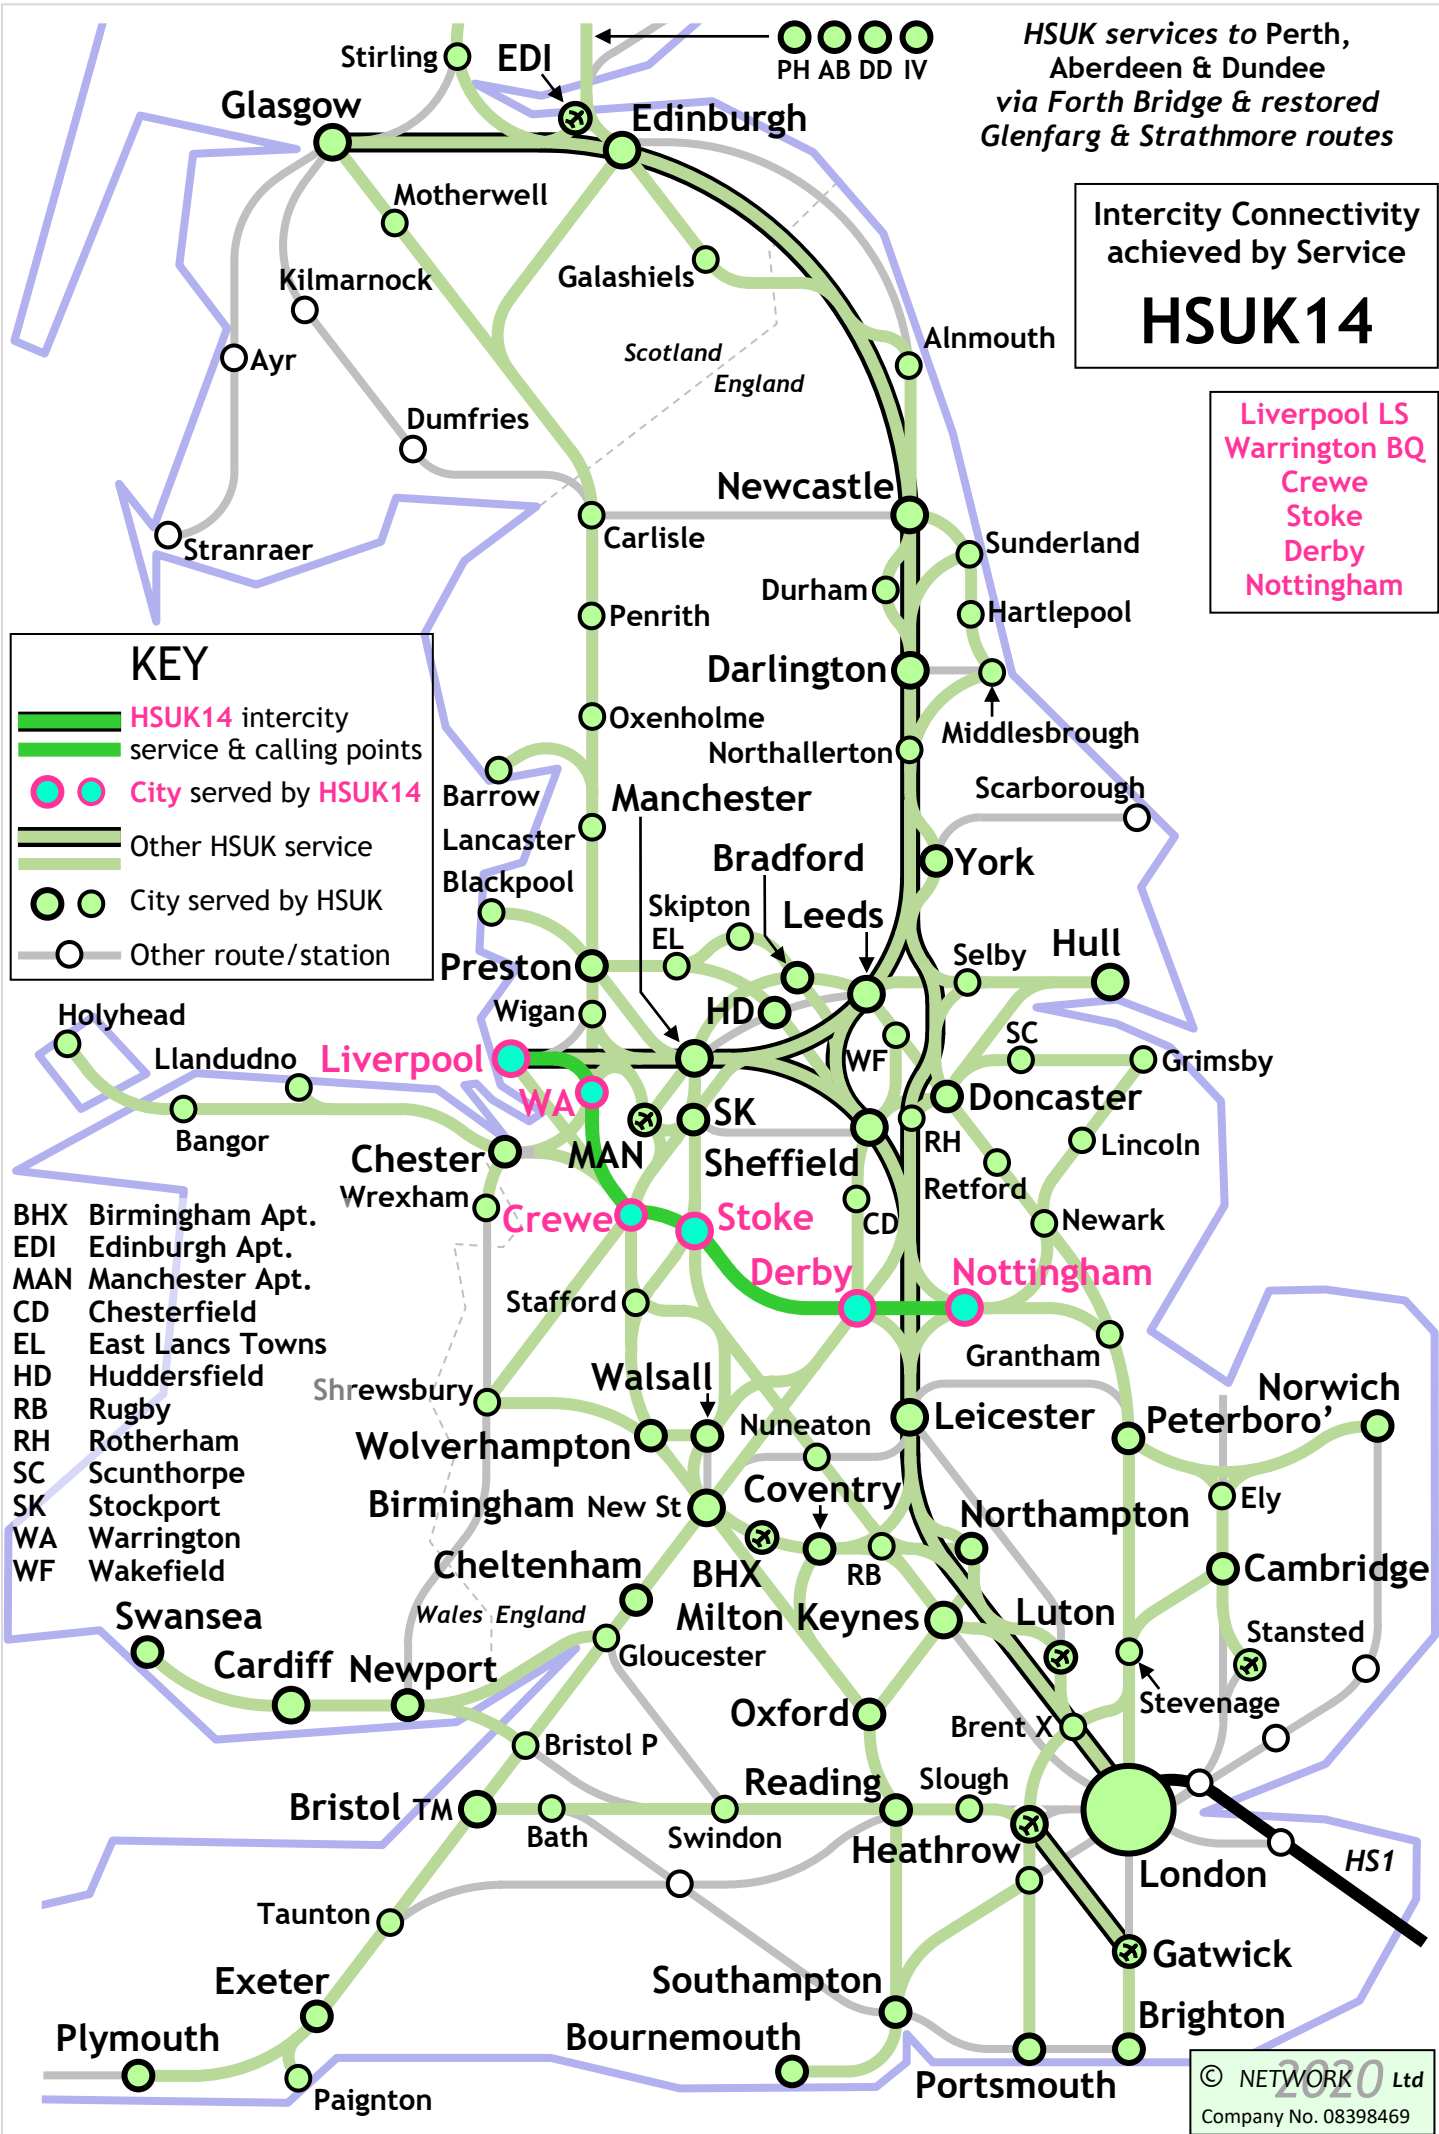 Stirling
EDI
PH AB DD IV
HSUK services to Perth,
Aberdeen & Dundee
via Forth Bridge & restored
Glenfarg & Strathmore routes
Glasgow
Edinburgh
Motherwell
Galashiels
Kilmarnock
Ayr
Intercity Connectivity
achieved by Service
HSUK14
Alnmouth
Scotland
England
Liverpool LS
Warrington BQ
Crewe
Stoke
Derby
Nottingham
Dumfries
Newcastle
Carlisle
Stranraer
Sunderland
Durham
Hartlepool
Penrith
Darlington
Middlesbrough
KEY
HSUK14 intercity
service & calling points
City served by HSUK14
Other HSUK service
City served by HSUK
Other route/station
Oxenholme
Northallerton
Barrow
Manchester
Scarborough
Lancaster
Bradford
York
Blackpool
Skipton
Leeds
EL
Preston
Selby
Hull
Wigan
HD
Holyhead
Llandudno
Liverpool
WF
SC
Grimsby
WA
Bangor
MAN
SK
Doncaster
RH
Lincoln
Chester
Sheffield
Retford
Wrexham
Crewe
Stoke
CD
Newark
BHX Birmingham Apt.
EDI Edinburgh Apt.
MAN Manchester Apt.
CD Chesterfield
EL East Lancs Towns
HD Huddersfield
RB Rugby
RH Rotherham
SC Scunthorpe
SK Stockport
WA Warrington
WF Wakefield
Derby
Nottingham
Stafford
Grantham
Shrewsbury
Walsall
Norwich
Nuneaton
Leicester
Peterboro'
Wolverhampton
Coventry
Ely
Birmingham New St
Northampton
BHX
RB
Cambridge
Cheltenham
Wales England
Milton Keynes
Luton
Stansted
Swansea
Gloucester
Cardiff
Newport
Stevenage
Oxford
Brent X
Bristol P
Reading
Slough
Bristol TM
Bath
Swindon
Heathrow
London
HS1
Taunton
Gatwick
Exeter
Southampton
Brighton
Plymouth
Bournemouth
Paignton
Portsmouth
© NETWORK 2020 Ltd
Company No. 08398469